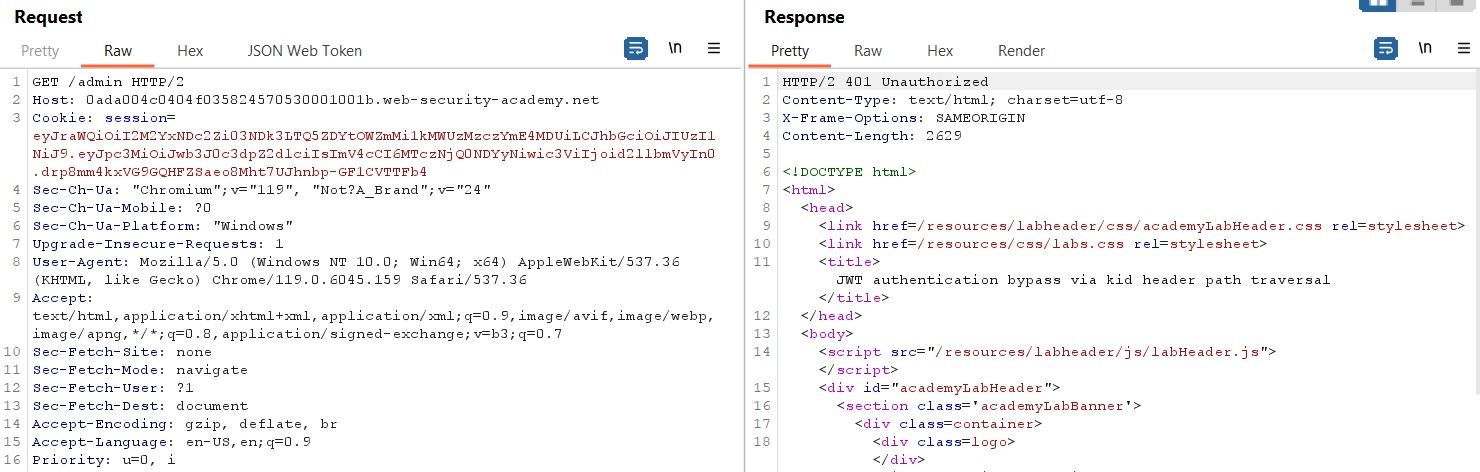 Request
Pretty Raw Hex JSON Web Token \n
1 GET /admin HTTP/2
2 Host: 0ada004c0404f035824570530001001b.web-security-academy.net
3 Cookie: session=
eyJraWQiOiI2M2YxNDc2Zi03NDk3LTQ5ZDYtOWZmMi1kMWUzMzczYmE4MDUiLCJhbGciOiJIUzI1
NiJ9.eyJpc3MiOiJwb3J0c3dpZ2dlciIsImV4cCI6MTczNjQ0NDYyNiwic3ViIjoid2llbmVyIn0
.drp8mm4kxVG9GQHFZSaeo8Mht7UJhnbp-GF1CVTTFb4
4 Sec-Ch-Ua: "Chromium";v="119", "Not?A_Brand";v="24"
5 Sec-Ch-Ua-Mobile: ?0
6 Sec-Ch-Ua-Platform: "Windows"
7 Upgrade-Insecure-Requests: 1
8 User-Agent: Mozilla/5.0 (Windows NT 10.0; Win64; x64) AppleWebKit/537.36
(KHTML, like Gecko) Chrome/119.0.6045.159 Safari/537.36
9 Accept:
text/html,application/xhtml+xml,application/xml;q=0.9,image/avif,image/webp,
image/apng,*/*;q=0.8,application/signed-exchange;v=b3;q=0.7
10 Sec-Fetch-Site: none
11 Sec-Fetch-Mode: navigate
12 Sec-Fetch-User: ?1
13 Sec-Fetch-Dest: document
14 Accept-Encoding: gzip, deflate, br
15 Accept-Language: en-US,en;q=0.9
16 Priority: u=0, i
Response
Pretty Raw Hex Render \n
1 HTTP/2 401 Unauthorized
2 Content-Type: text/html; charset=utf-8
3 X-Frame-Options: SAMEORIGIN
4 Content-Length: 2629
5
6 <!DOCTYPE html>
7 <html>
8 <head>
9 <link href=/resources/labheader/css/academyLabHeader.css rel=stylesheet>
10 <link href=/resources/css/labs.css rel=stylesheet>
11 <title>
JWT authentication bypass via kid header path traversal
</title>
12 </head>
13 <body>
14 <script src="/resources/labheader/js/labHeader.js">
</script>
15 <div id="academyLabHeader">
16 <section class='academyLabBanner'>
17 <div class=container>
18 <div class=logo>
</div>